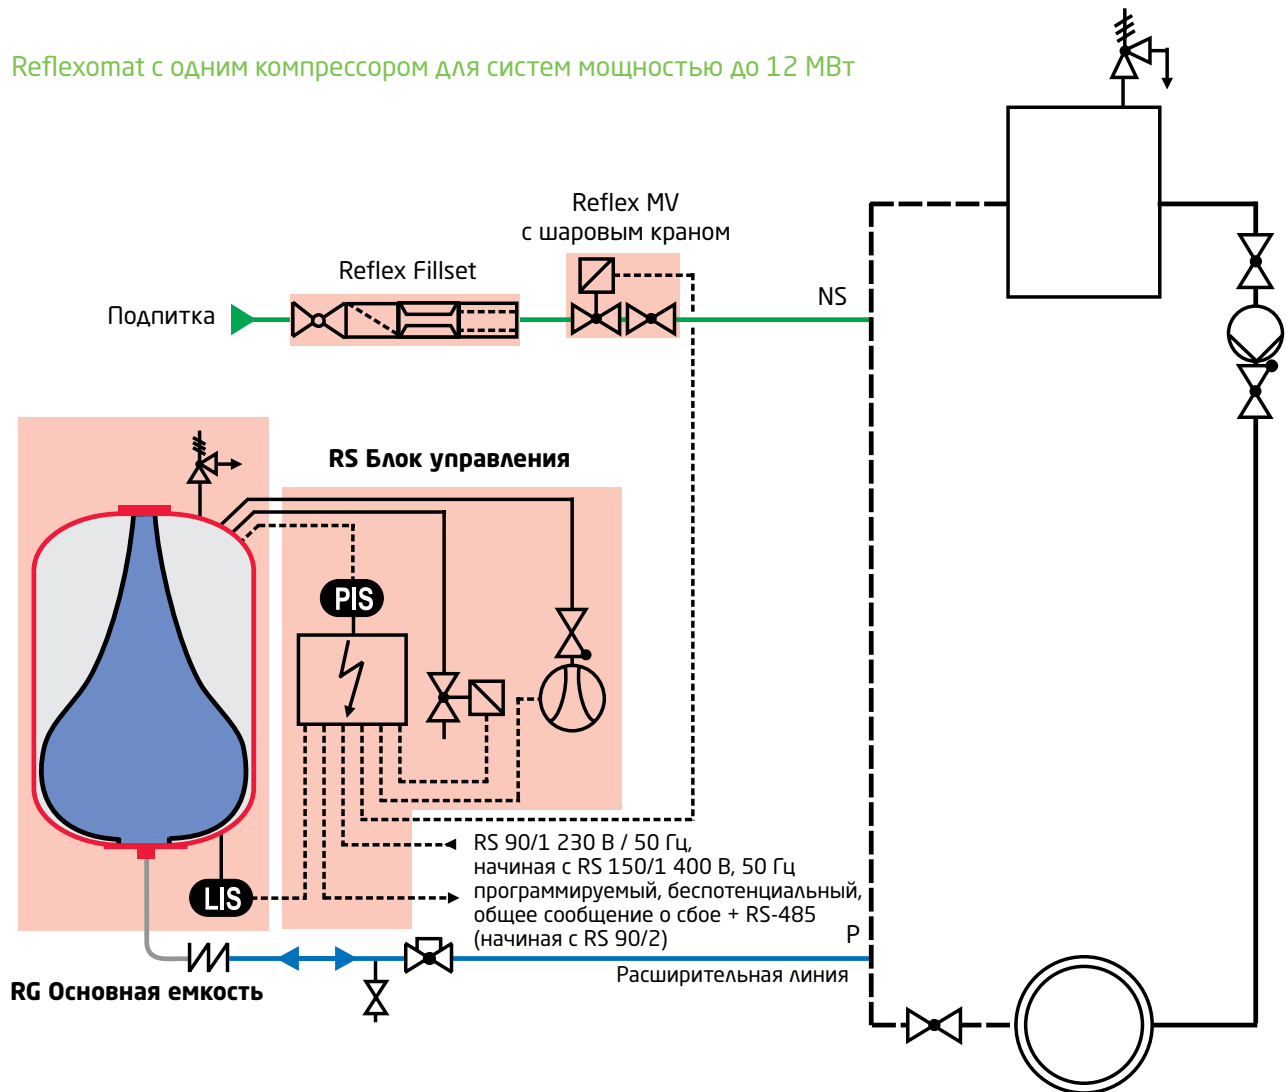 Reflexomat с одним компрессором для систем мощностью до 12 МВт
Reflex MV
с шаровым краном
Reflex Fillset
Подпитка
NS
RS Блок управления
PIS
LIS
RS 90/1 230 В / 50 Гц,
начиная с RS 150/1 400 В, 50 Гц
программируемый, беспотенциальный,
общее сообщение о сбое + RS-485
(начиная с RS 90/2)
P
Расширительная линия
RG Основная емкость